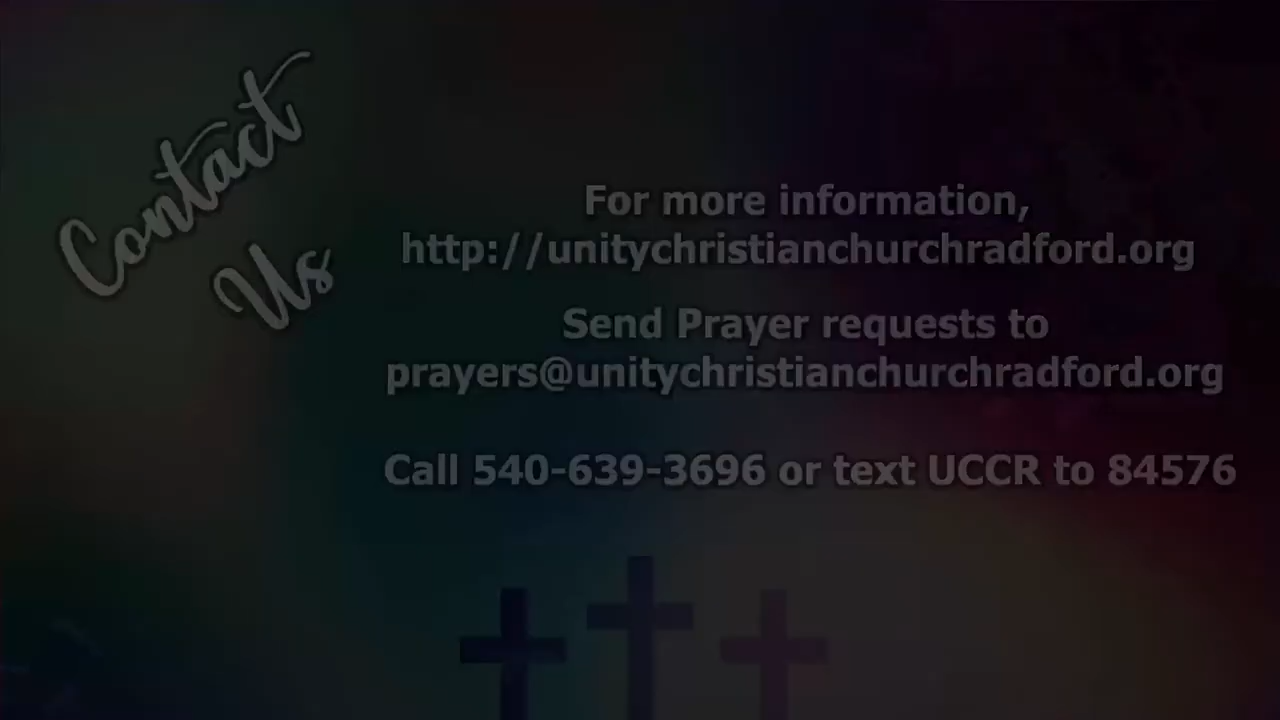 Contact
Us
For more information,
http://unitychristianchurchradford.org
Send Prayer requests to
prayers@unitychristianchurchradford.org
Call 540-639-3696 or text UCCR to 84576